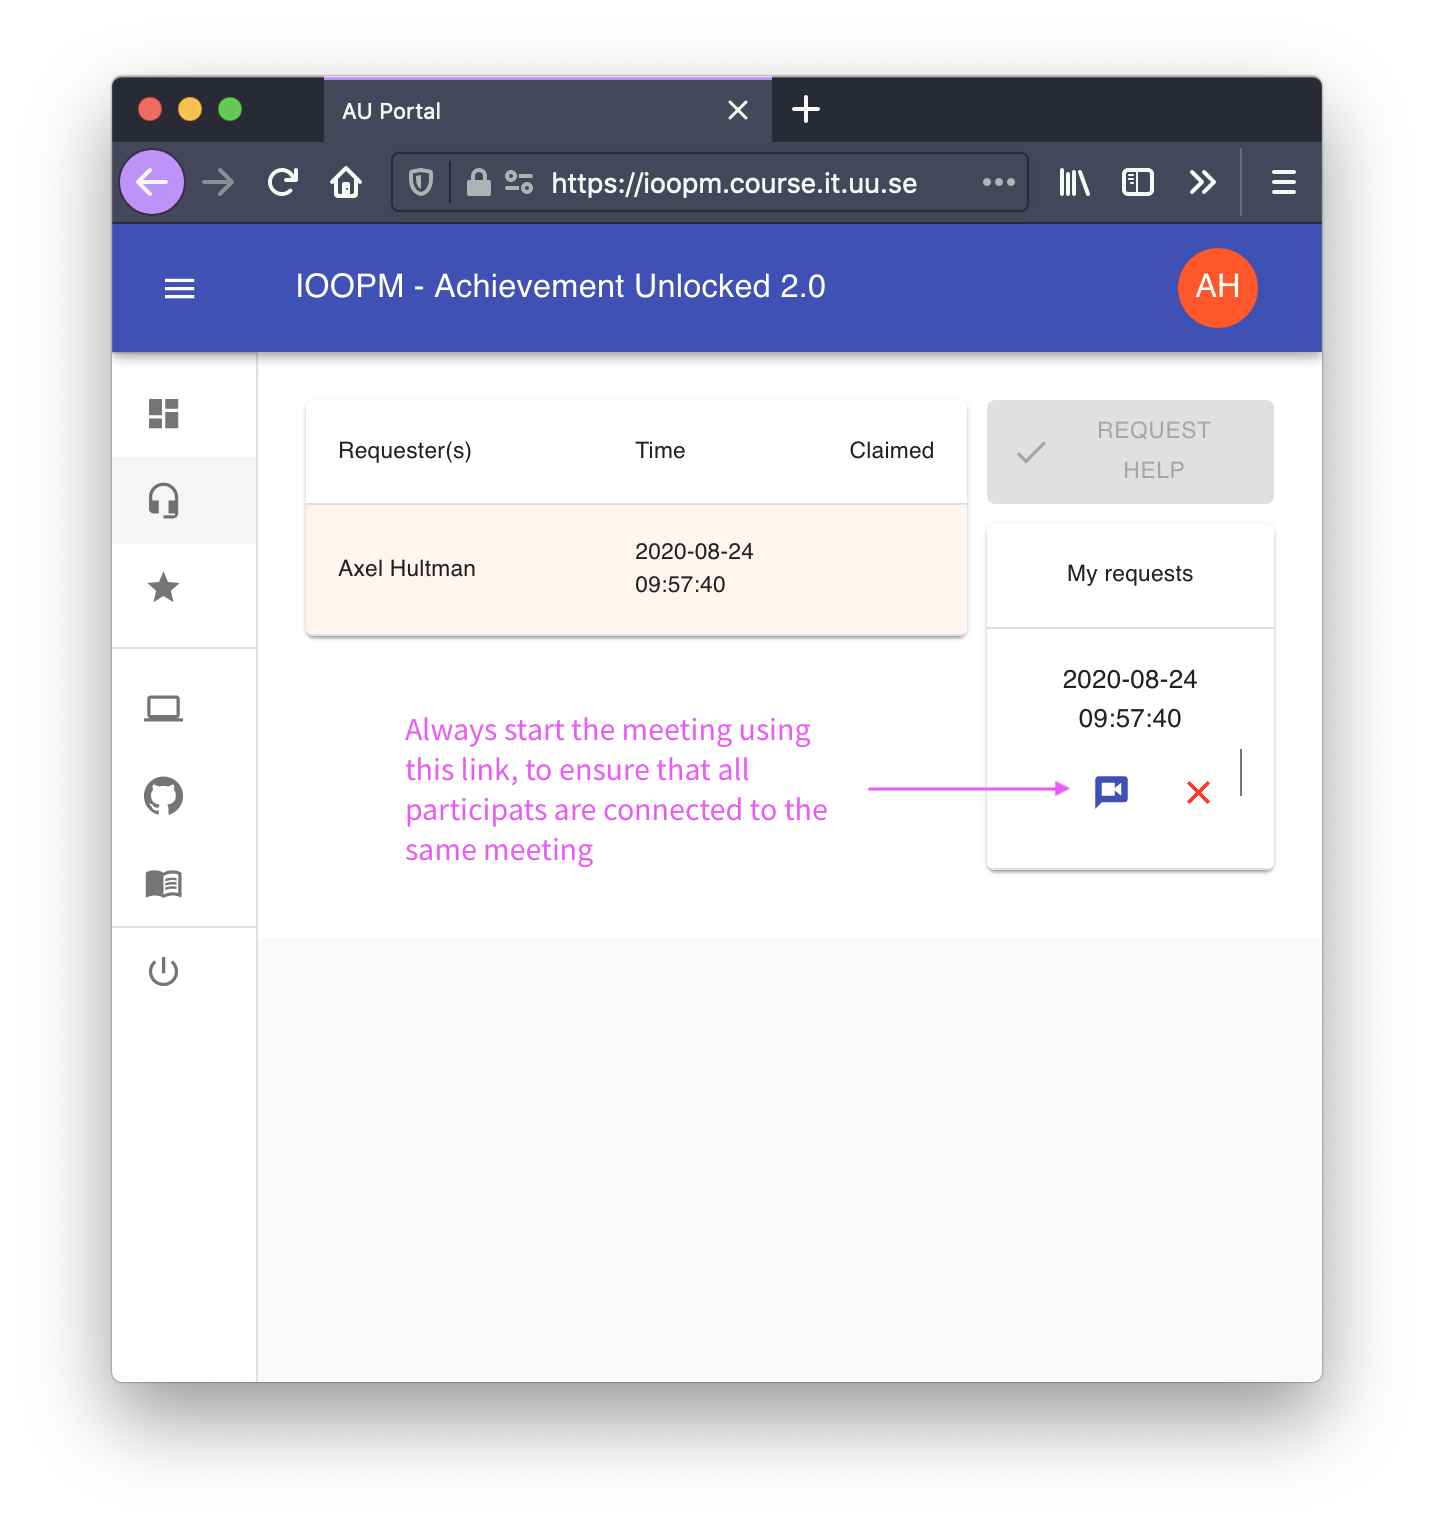 AU Portal
https://ioopm.course.it.uu.se
IOOPM - Achievement Unlocked 2.0
AH
Requester(s) Time Claimed
Axel Hultman
2020-08-24
09:57:40
REQUEST
HELP
My requests
2020-08-24
09:57:40
Always start the meeting using
this link, to ensure that all
participats are connected to the
same meeting